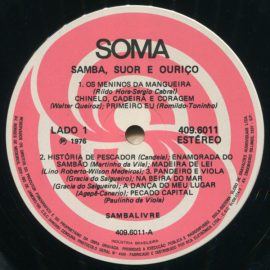 SOMA
SAMBA, SUOR E OURIÇO
1. OS MENINOS DA MANGUEIRA
(Rildo Hora-Sergio Cabral)
CHINELO, CADEIRA E CORAGEM
(Walter Queiroz); PRIMEIRO EU (Romildo-Toninho)
LADO 1
℗ 1976
409.6011
ESTÉREO
2. HISTÓRIA DE PESCADOR (Candeia); ENAMORADA DO
SAMBÃO (Martinho da Vila); MADEIRA DE LEI
(Lino Roberto-Wilson Medeiros) 3. PANDEIRO E VIOLA
(Gracia do Salgueiro); NA BEIRA DO MAR
(Gracia do Salgueiro); A DANÇA DO MEU LUGAR
(Agepê-Canario); PECADO CAPITAL
(Paulinho da Viola)
SAMBALIVRE
409.6011-A
INDÚSTRIA BRASILEIRA